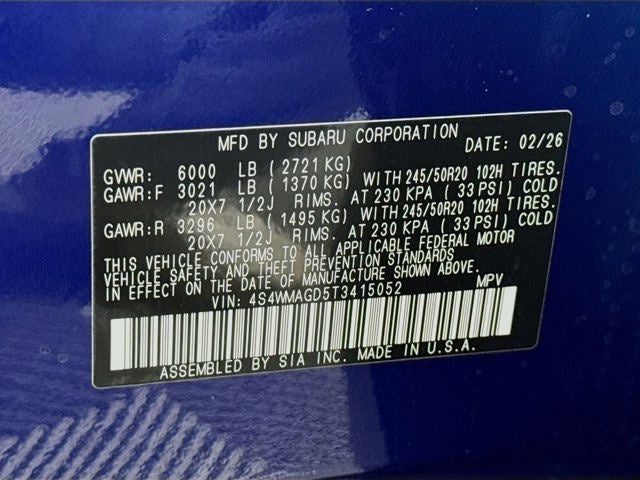 MFD BY SUBARU CORPORATION DATE: 02/26
GVWR: 6000 LB (2721 KG)
GAWR:F 3021 LB (1370 KG) WITH 245/50R20 102H TIRES.
20X7 1/2J RIMS. AT 230 KPA (33 PSI) COLD
GAWR:R 3296 LB (1495 KG) WITH 245/50R20 102H TIRES.
20X7 1/2J RIMS. AT 230 KPA (33 PSI) COLD
THIS VEHICLE CONFORMS TO ALL APPLICABLE FEDERAL MOTOR
VEHICLE SAFETY AND THEFT PREVENTION STANDARDS
IN EFFECT ON THE DATE OF MANUFACTURE SHOWN ABOVE.
VIN: 4S4WMAGD5T3415052 MPV
ASSEMBLED BY SIA INC. MADE IN U.S.A.